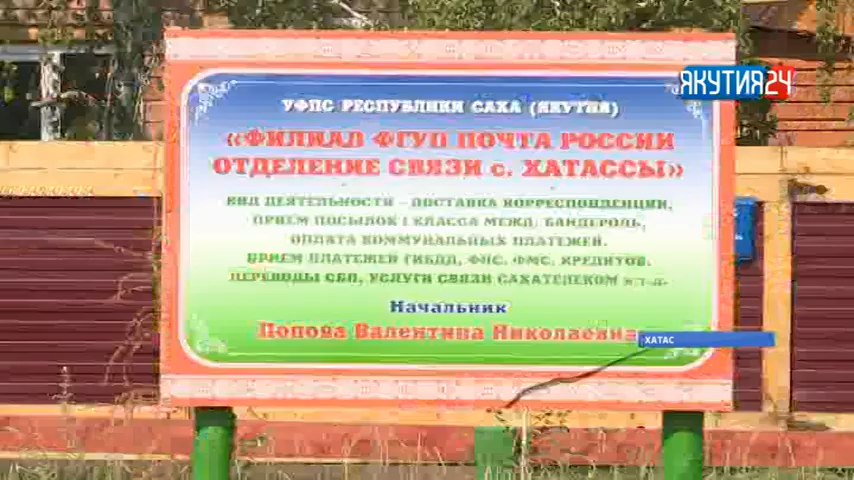 ЯКУТИЯ24
УФПС РЕСПУБЛИКИ САХА (ЯКУТИЯ)
«ФИЛИАЛ ФГУП ПОЧТА РОССИИ
ОТДЕЛЕНИЕ СВЯЗИ с. ХАТАССЫ»
ВИД ДЕЯТЕЛЬНОСТИ - ДОСТАВКА КОРРЕСПОНДЕНЦИИ,
ПРИЕМ ПОСЫЛОК 1 КЛАССА МЕЖД. БАНДЕРОЛЬ,
ОПЛАТА КОММУНАЛЬНЫХ ПЛАТЕЖЕЙ.
ПРИЕМ ПЛАТЕЖЕЙ ГИБДД, ФНС, ФМС, КРЕДИТОВ.
ПЕРЕВОДЫ СБП, УСЛУГИ СВЯЗИ САХАТЕЛЕКОМ и т.д.
Начальник
Попова Валентина Николаевна
ХАТАС